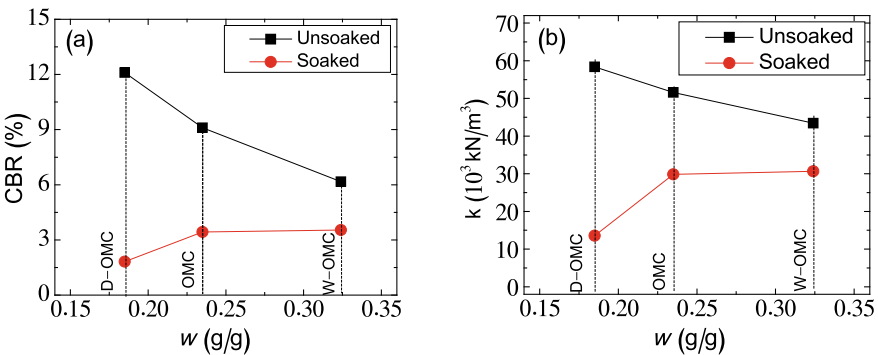 (a)
Unsoaked
Soaked
15
12
9
6
3
0
CBR (%)
D−OMC
OMC
W−OMC
0.15
0.20
0.25
0.30
0.35
w (g/g)
(b)
Unsoaked
Soaked
70
60
50
40
30
20
10
0
k (10³ kN/m³)
D−OMC
OMC
W−OMC
0.15
0.20
0.25
0.30
0.35
w (g/g)